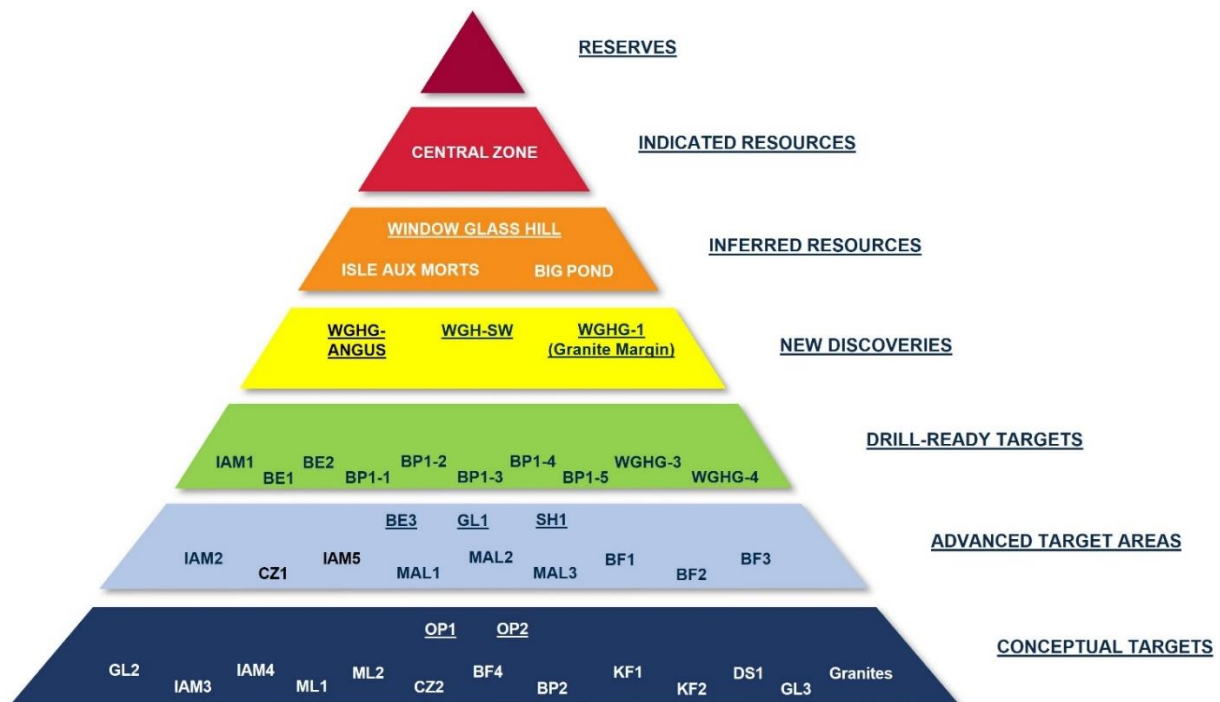 RESERVES
CENTRAL ZONE
INDICATED RESOURCES
WINDOW GLASS HILL
ISLE AUX MORTS BIG POND
INFERRED RESOURCES
WGHG- WGH-SW WGHG-1
ANGUS (Granite Margin)
NEW DISCOVERIES
IAM1 BE1 BE2 BP1-1 BP1-2 BP1-3 BP1-4 BP1-5 WGHG-3 WGHG-4
DRILL-READY TARGETS
BE3 GL1 SH1
IAM2 CZ1 IAM5 MAL1 MAL2 MAL3 BF1 BF2 BF3
ADVANCED TARGET AREAS
OP1 OP2
GL2 IAM3 IAM4 ML1 ML2 CZ2 BF4 BP2 KF1 KF2 DS1 GL3 Granites
CONCEPTUAL TARGETS